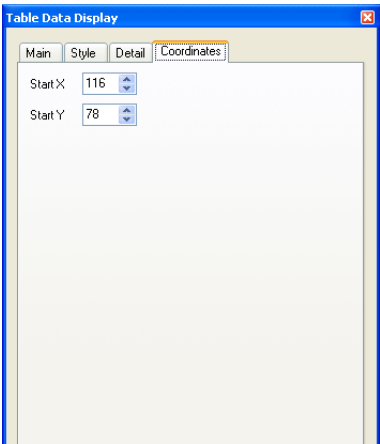 Table Data Display
Main Style Detail Coordinates
Start X 116
Start Y 78